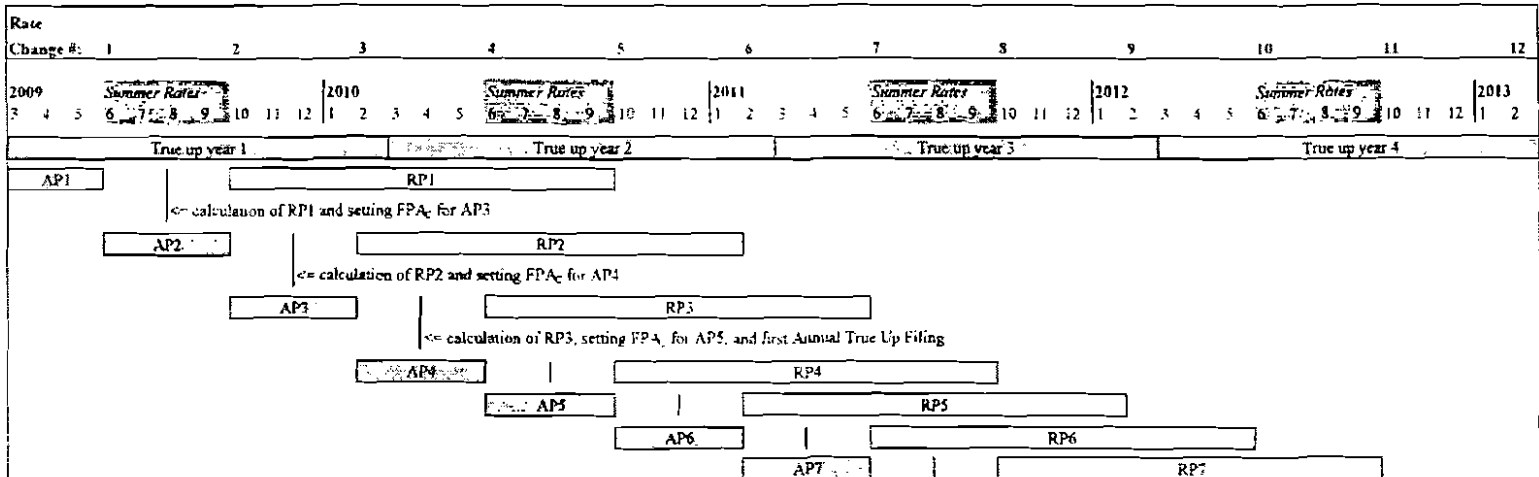 Rate
Change #: 1 2 3 4 5 6 7 8 9 10 11 12
2009 Summer Rates 2010 Summer Rates 2011 Summer Rates 2012 Summer Rates 2013
3 4 5 6 7 8 9 10 11 12 1 2 3 4 5 6 7 8 9 10 11 12 1 2 3 4 5 6 7 8 9 10 11 12 1 2 3 4 5 6 7 8 9 10 11 12 1 2
True up year 1 True up year 2 True up year 3 True up year 4
AP1 RP1
<= calculation of RP1 and setting FPAC for AP3
AP2 RP2
<= calculation of RP2 and setting FPAC for AP4
AP3 RP3
<= calculation of RP3, setting FPA, for AP5, and first Annual True Up Filing
AP4 RP4
AP5 RP5
AP6 RP6
AP7 RP7